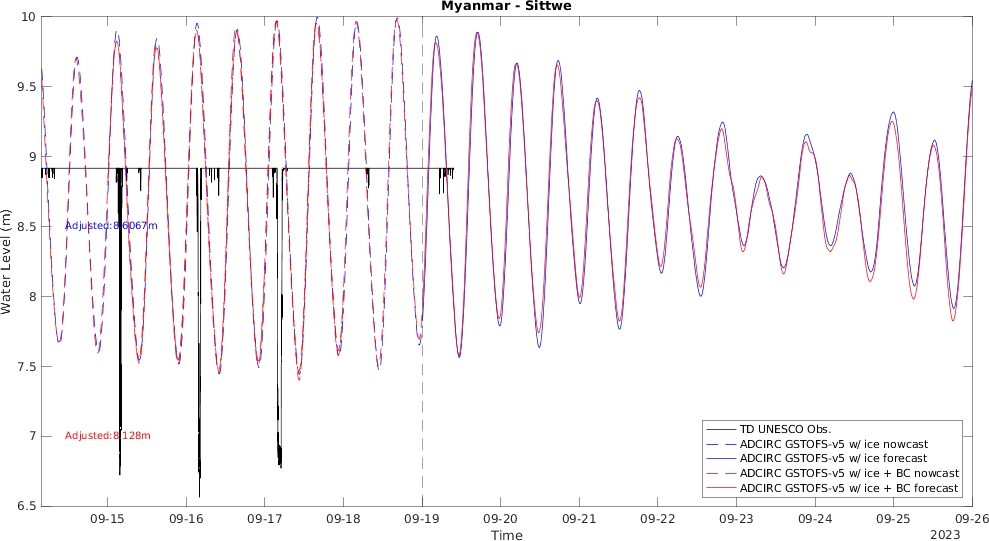 Myanmar - Sittwe
10
9.5
9
8.5
8
7.5
7
6.5
Water Level (m)
Adjusted:8.6067m
Adjusted:8.128m
TD UNESCO Obs.
ADCIRC GSTOFS-v5 w/ ice nowcast
ADCIRC GSTOFS-v5 w/ ice forecast
ADCIRC GSTOFS-v5 w/ ice + BC nowcast
ADCIRC GSTOFS-v5 w/ ice + BC forecast
09-15 09-16 09-17 09-18 09-19 09-20 09-21 09-22 09-23 09-24 09-25 09-26
Time
2023